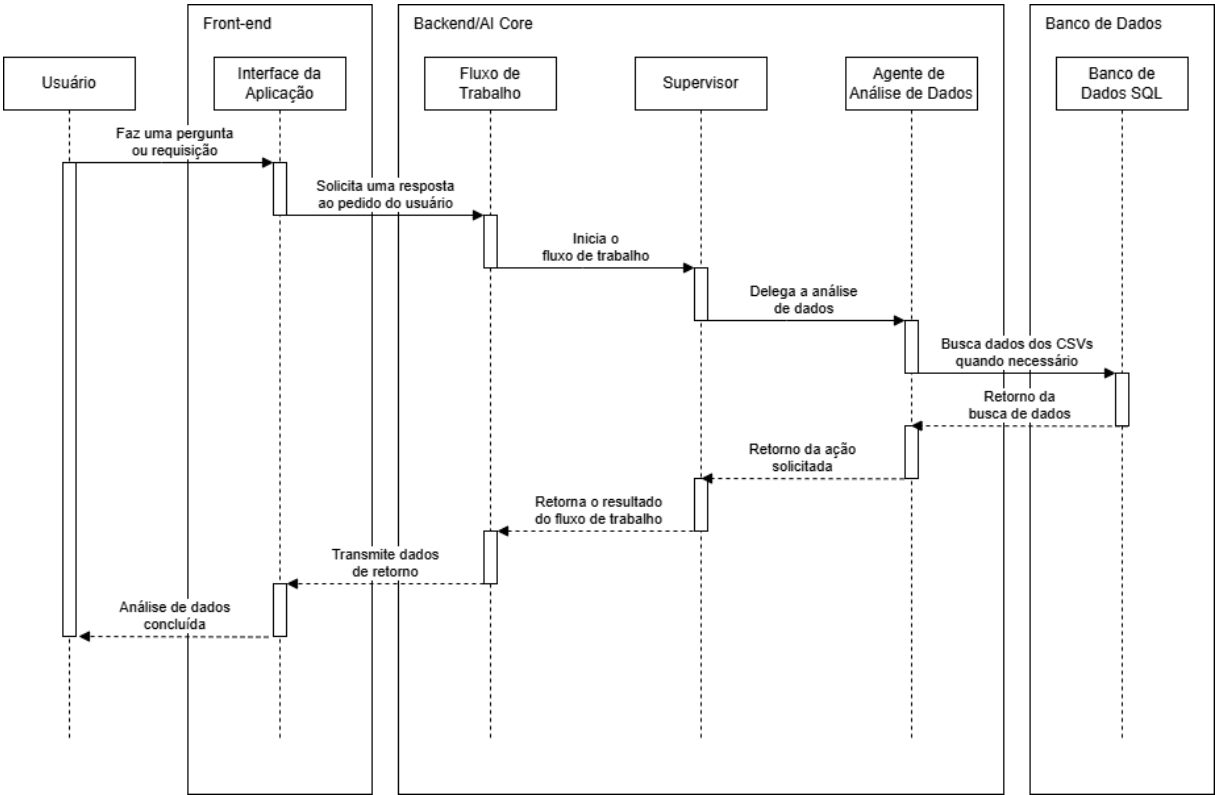 Front-end
Backend/AI Core
Banco de Dados
Usuário
Interface da
Aplicação
Fluxo de
Trabalho
Supervisor
Agente de
Análise de Dados
Banco de
Dados SQL
Faz uma pergunta
ou requisição
Solicita uma resposta
ao pedido do usuário
Inicia o
fluxo de trabalho
Delega a análise
de dados
Busca dados dos CSVs
quando necessário
Retorno da
busca de dados
Retorno da ação
solicitada
Retorna o resultado
do fluxo de trabalho
Transmite dados
de retorno
Análise de dados
concluída